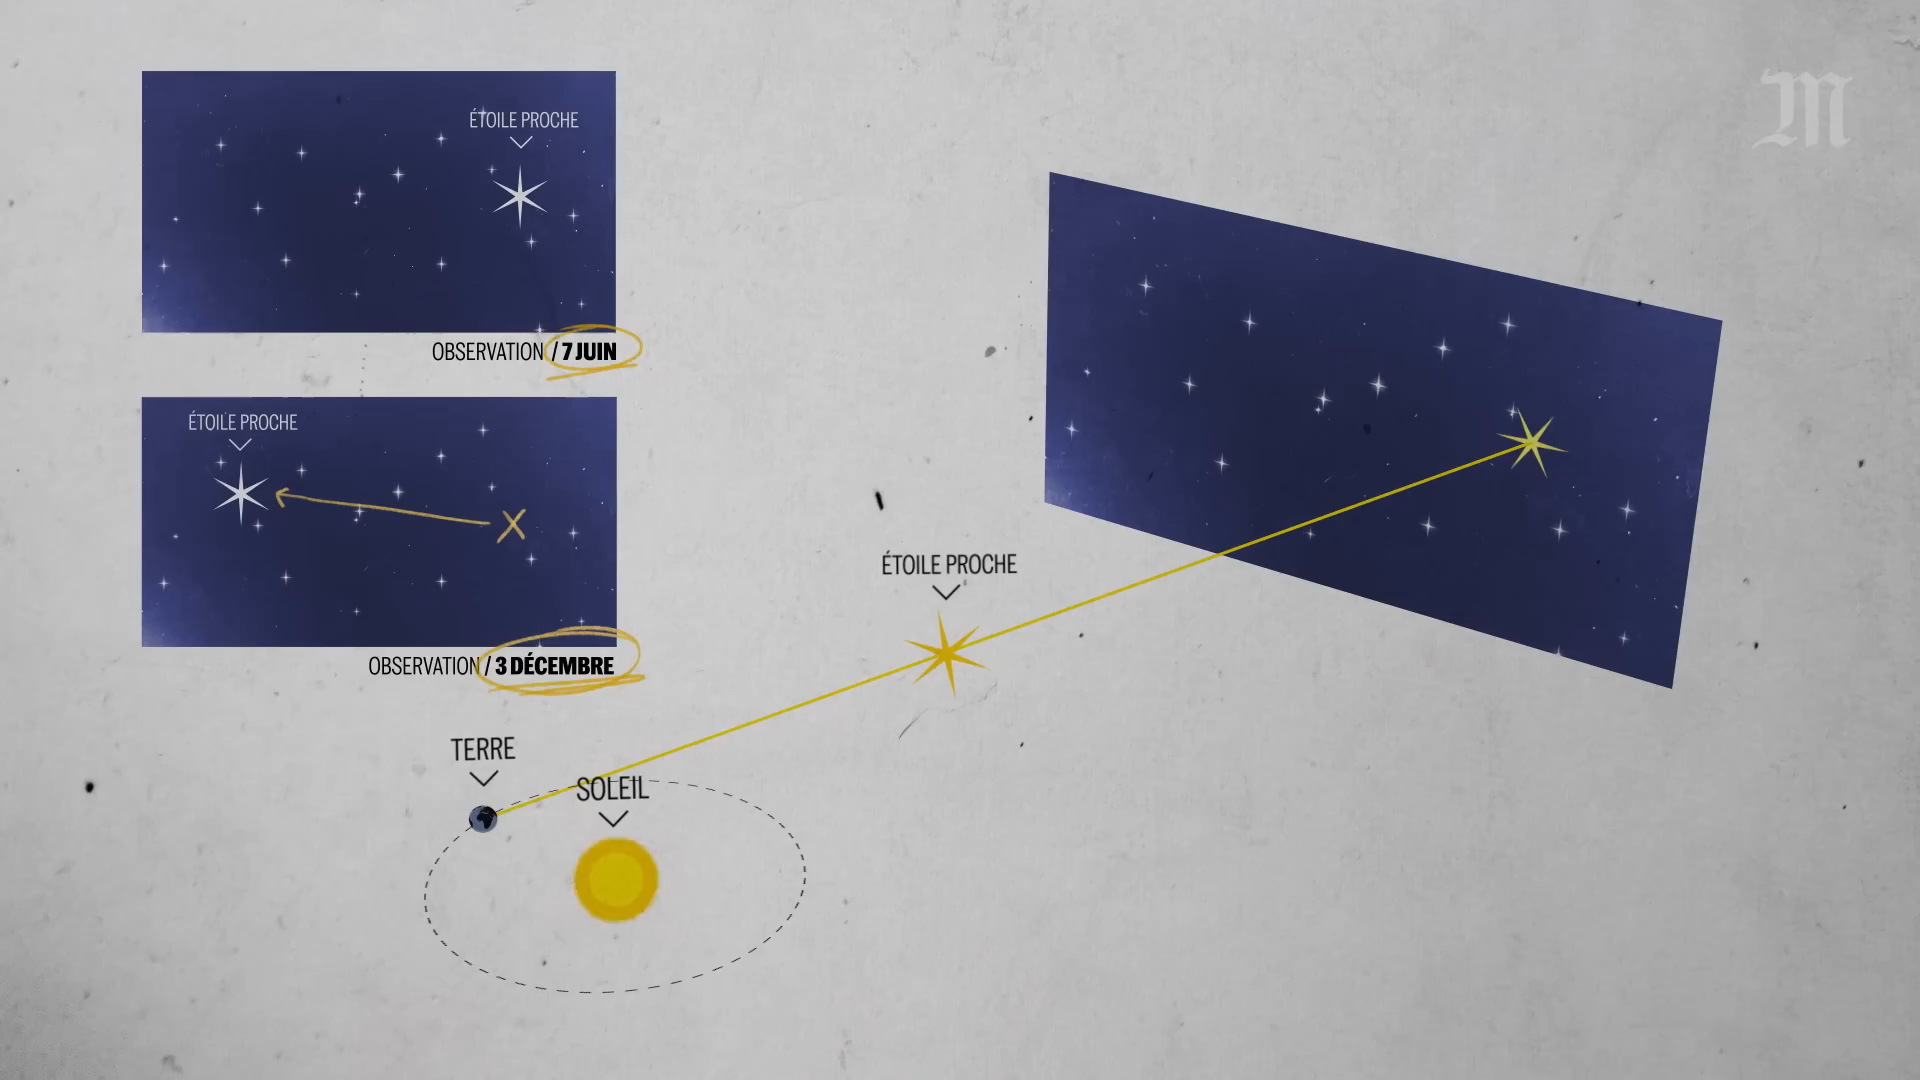 ÉTOILE PROCHE
OBSERVATION / 7 JUIN
ÉTOILE PROCHE
OBSERVATION / 3 DÉCEMBRE
ÉTOILE PROCHE
TERRE
SOLEIL
M